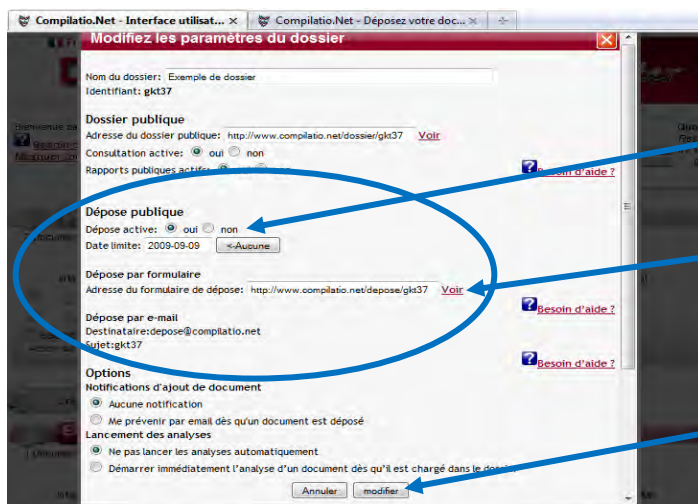 Compilatio.Net - Interface utilisat... × Compilatio.Net - Déposez votre doc... ×
Modifiez les paramètres du dossier
Nom du dossier: Exemple de dossier
Identifiant: gkt37
Dossier publique
Adresse du dossier publique: http://www.compilatio.net/dossier/gkt37 Voir
Consultation active: oui non
Rapports publiques actifs:
Besoin d'aide ?
Dépose publique
Dépose active: oui non
Date limite: 2009-09-09 <-Aucune
Dépose par formulaire
Adresse du formulaire de dépose: http://www.compilatio.net/depose/gkt37 Voir
Besoin d'aide ?
Dépose par e-mail
Destinataire:depose@compilatio.net
Sujet:gkt37
Besoin d'aide ?
Options
Notifications d'ajout de document
Aucune notification
Me prévenir par email dès qu'un document est déposé
Lancement des analyses
Ne pas lancer les analyses automatiquement
Démarrer immédiatement l'analyse d'un document dès qu'il est chargé dans le dossier
Annuler modifier